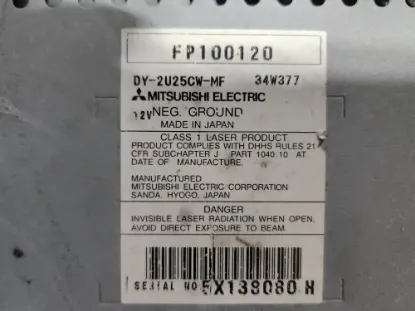 FP100120
DY-2U25CW-MF 34W377
MITSUBISHI ELECTRIC
12V NEG. GROUND
MADE IN JAPAN
CLASS 1 LASER PRODUCT
PRODUCT COMPLIES WITH DHHS RULES 21
CFR SUBCHAPTER J PART 1040.10 AT
DATE OF MANUFACTURE.
MANUFACTURED
MITSUBISHI ELECTRIC CORPORATION
SANDA, HYOGO, JAPAN
DANGER
INVISIBLE LASER RADIATION WHEN OPEN.
AVOID DIRECT EXPOSURE TO BEAM.
SERIAL NO 5X139080 H